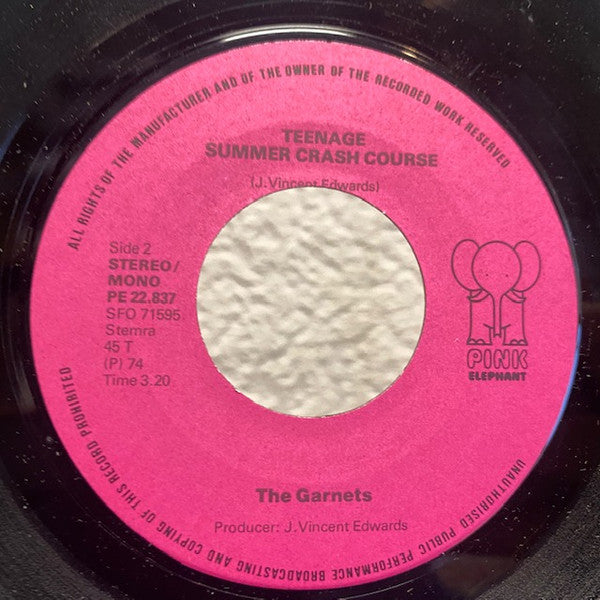 ALL RIGHTS OF THE MANUFACTURER AND OF THE OWNER OF THE RECORDED WORK RESERVED
TEENAGE
SUMMER CRASH COURSE
(J. Vincent Edwards)
Side 2
STEREO/
MONO
PE 22.837
SFO 71595
Stemra
45 T
(P) 74
Time 3.20
PINK
ELEPHANT
The Garnets
Producer: J. Vincent Edwards
UNAUTHORISED PUBLIC PERFORMANCE BROADCASTING AND COPYING OF THIS RECORD PROHIBITED